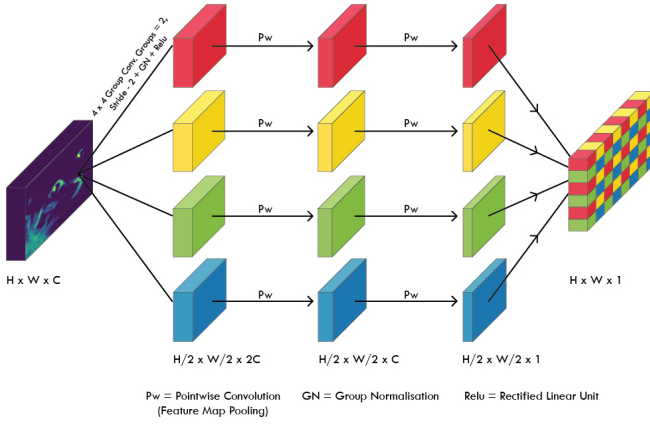 4 x 4 Group Conv, Groups = 2,
Stride - 2 + GN + Relu
Pw
Pw
Pw
Pw
Pw
Pw
Pw
Pw
H x W x C
H x W x 1
H/2 x W/2 x 2C
H/2 x W/2 x C
H/2 x W/2 x 1
Pw = Pointwise Convolution
(Feature Map Pooling)
GN = Group Normalisation
Relu = Rectified Linear Unit